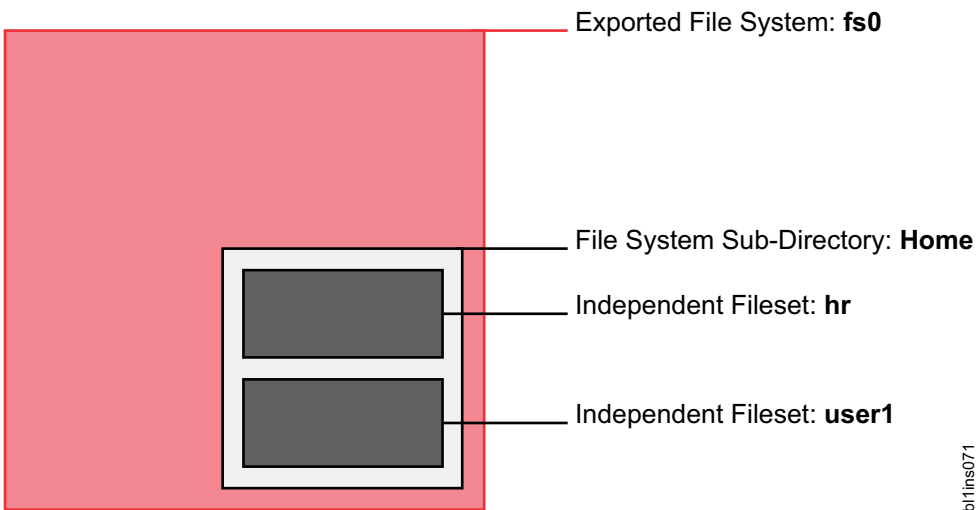 Exported File System: fs0
File System Sub-Directory: Home
Independent Fileset: hr
Independent Fileset: user1
bl1ins071